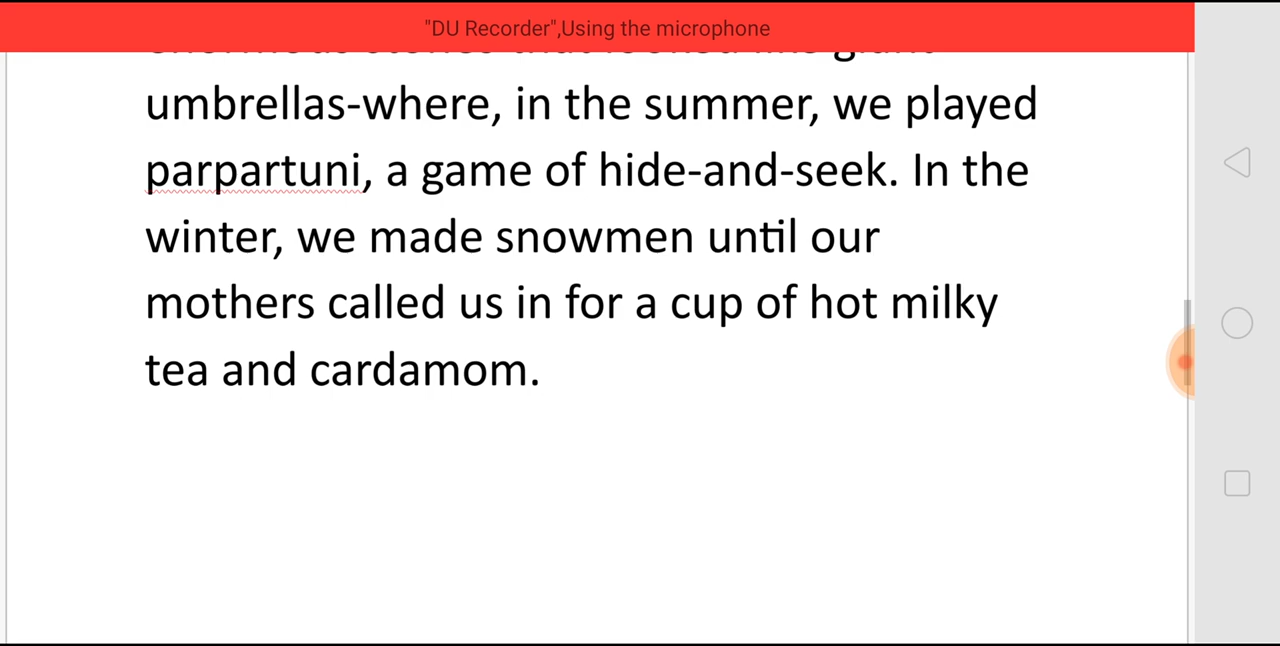 "DU Recorder",Using the microphone
umbrellas-where, in the summer, we played
parpartuni, a game of hide-and-seek. In the
winter, we made snowmen until our
mothers called us in for a cup of hot milky
tea and cardamom.